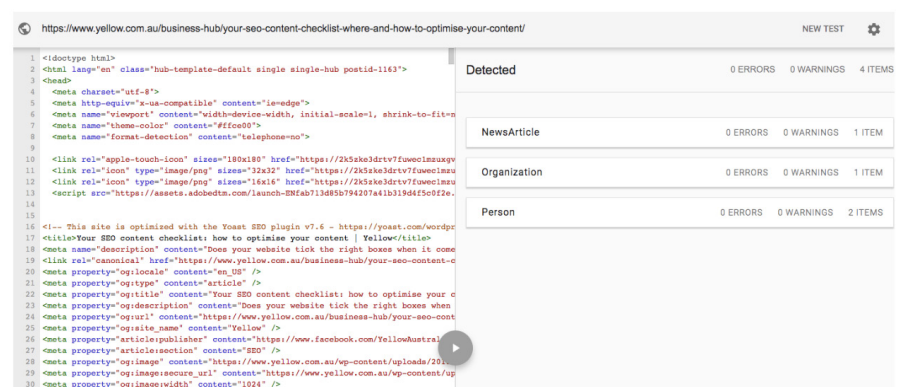 https://www.yellow.com.au/business-hub/your-seo-content-checklist-where-and-how-to-optimise-your-content/
NEW TEST
1 <!doctype html>
2 <html lang="en" class="hub-template-default single single-hub postid-1163">
3 <head>
4 <meta charset="utf-8">
5 <meta http-equiv="x-ua-compatible" content="ie=edge">
6 <meta name="viewport" content="width=device-width, initial-scale=1, shrink-to-fit=n
7 <meta name="theme-color" content="#ffce00">
8 <meta name="format-detection" content="telephone=no">
9
10 <link rel="apple-touch-icon" sizes="180x180" href="https://2k5zke3drtv7fuweclmzuxgv
11 <link rel="icon" type="image/png" sizes="32x32" href="https://2k5zke3drtv7fuweclmzu
12 <link rel="icon" type="image/png" sizes="16x16" href="https://2k5zke3drtv7fuweclmzu
13 <script src="https://assets.adobedtm.com/launch-ENfab713d85b794207a41b319d4f5c0f2e.
14
15
16 <!-- This site is optimized with the Yoast SEO plugin v7.6 - https://yoast.com/wordpr
17 <title>Your SEO content checklist: how to optimise your content | Yellow</title>
18 <meta name="description" content="Does your website tick the right boxes when it come
19 <link rel="canonical" href="https://www.yellow.com.au/business-hub/your-seo-content-c
20 <meta property="og:locale" content="en_US" />
21 <meta property="og:type" content="article" />
22 <meta property="og:title" content="Your SEO content checklist: how to optimise your c
23 <meta property="og:description" content="Does your website tick the right boxes when
24 <meta property="og:url" content="https://www.yellow.com.au/business-hub/your-seo-cont
25 <meta property="og:site_name" content="Yellow" />
26 <meta property="article:publisher" content="https://www.facebook.com/YellowAustral
27 <meta property="article:section" content="SEO" />
28 <meta property="og:image" content="https://www.yellow.com.au/wp-content/uploads/20
29 <meta property="og:image:secure_url" content="https://www.yellow.com.au/wp-content/up
30 <meta property="og:image:width" content="1024" />
Detected 0 ERRORS 0 WARNINGS 4 ITEMS
NewsArticle 0 ERRORS 0 WARNINGS 1 ITEM
Organization 0 ERRORS 0 WARNINGS 1 ITEM
Person 0 ERRORS 0 WARNINGS 2 ITEMS